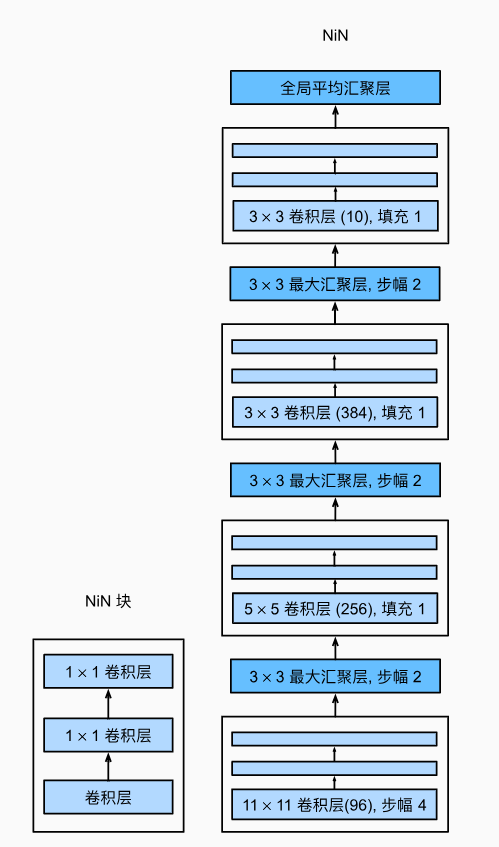 NiN
全局平均汇聚层
3 × 3 卷积层 (10), 填充 1
3 × 3 最大汇聚层, 步幅 2
3 × 3 卷积层 (384), 填充 1
3 × 3 最大汇聚层, 步幅 2
5 × 5 卷积层 (256), 填充 1
3 × 3 最大汇聚层, 步幅 2
11 × 11 卷积层(96), 步幅 4
NiN 块
1 × 1 卷积层
1 × 1 卷积层
卷积层